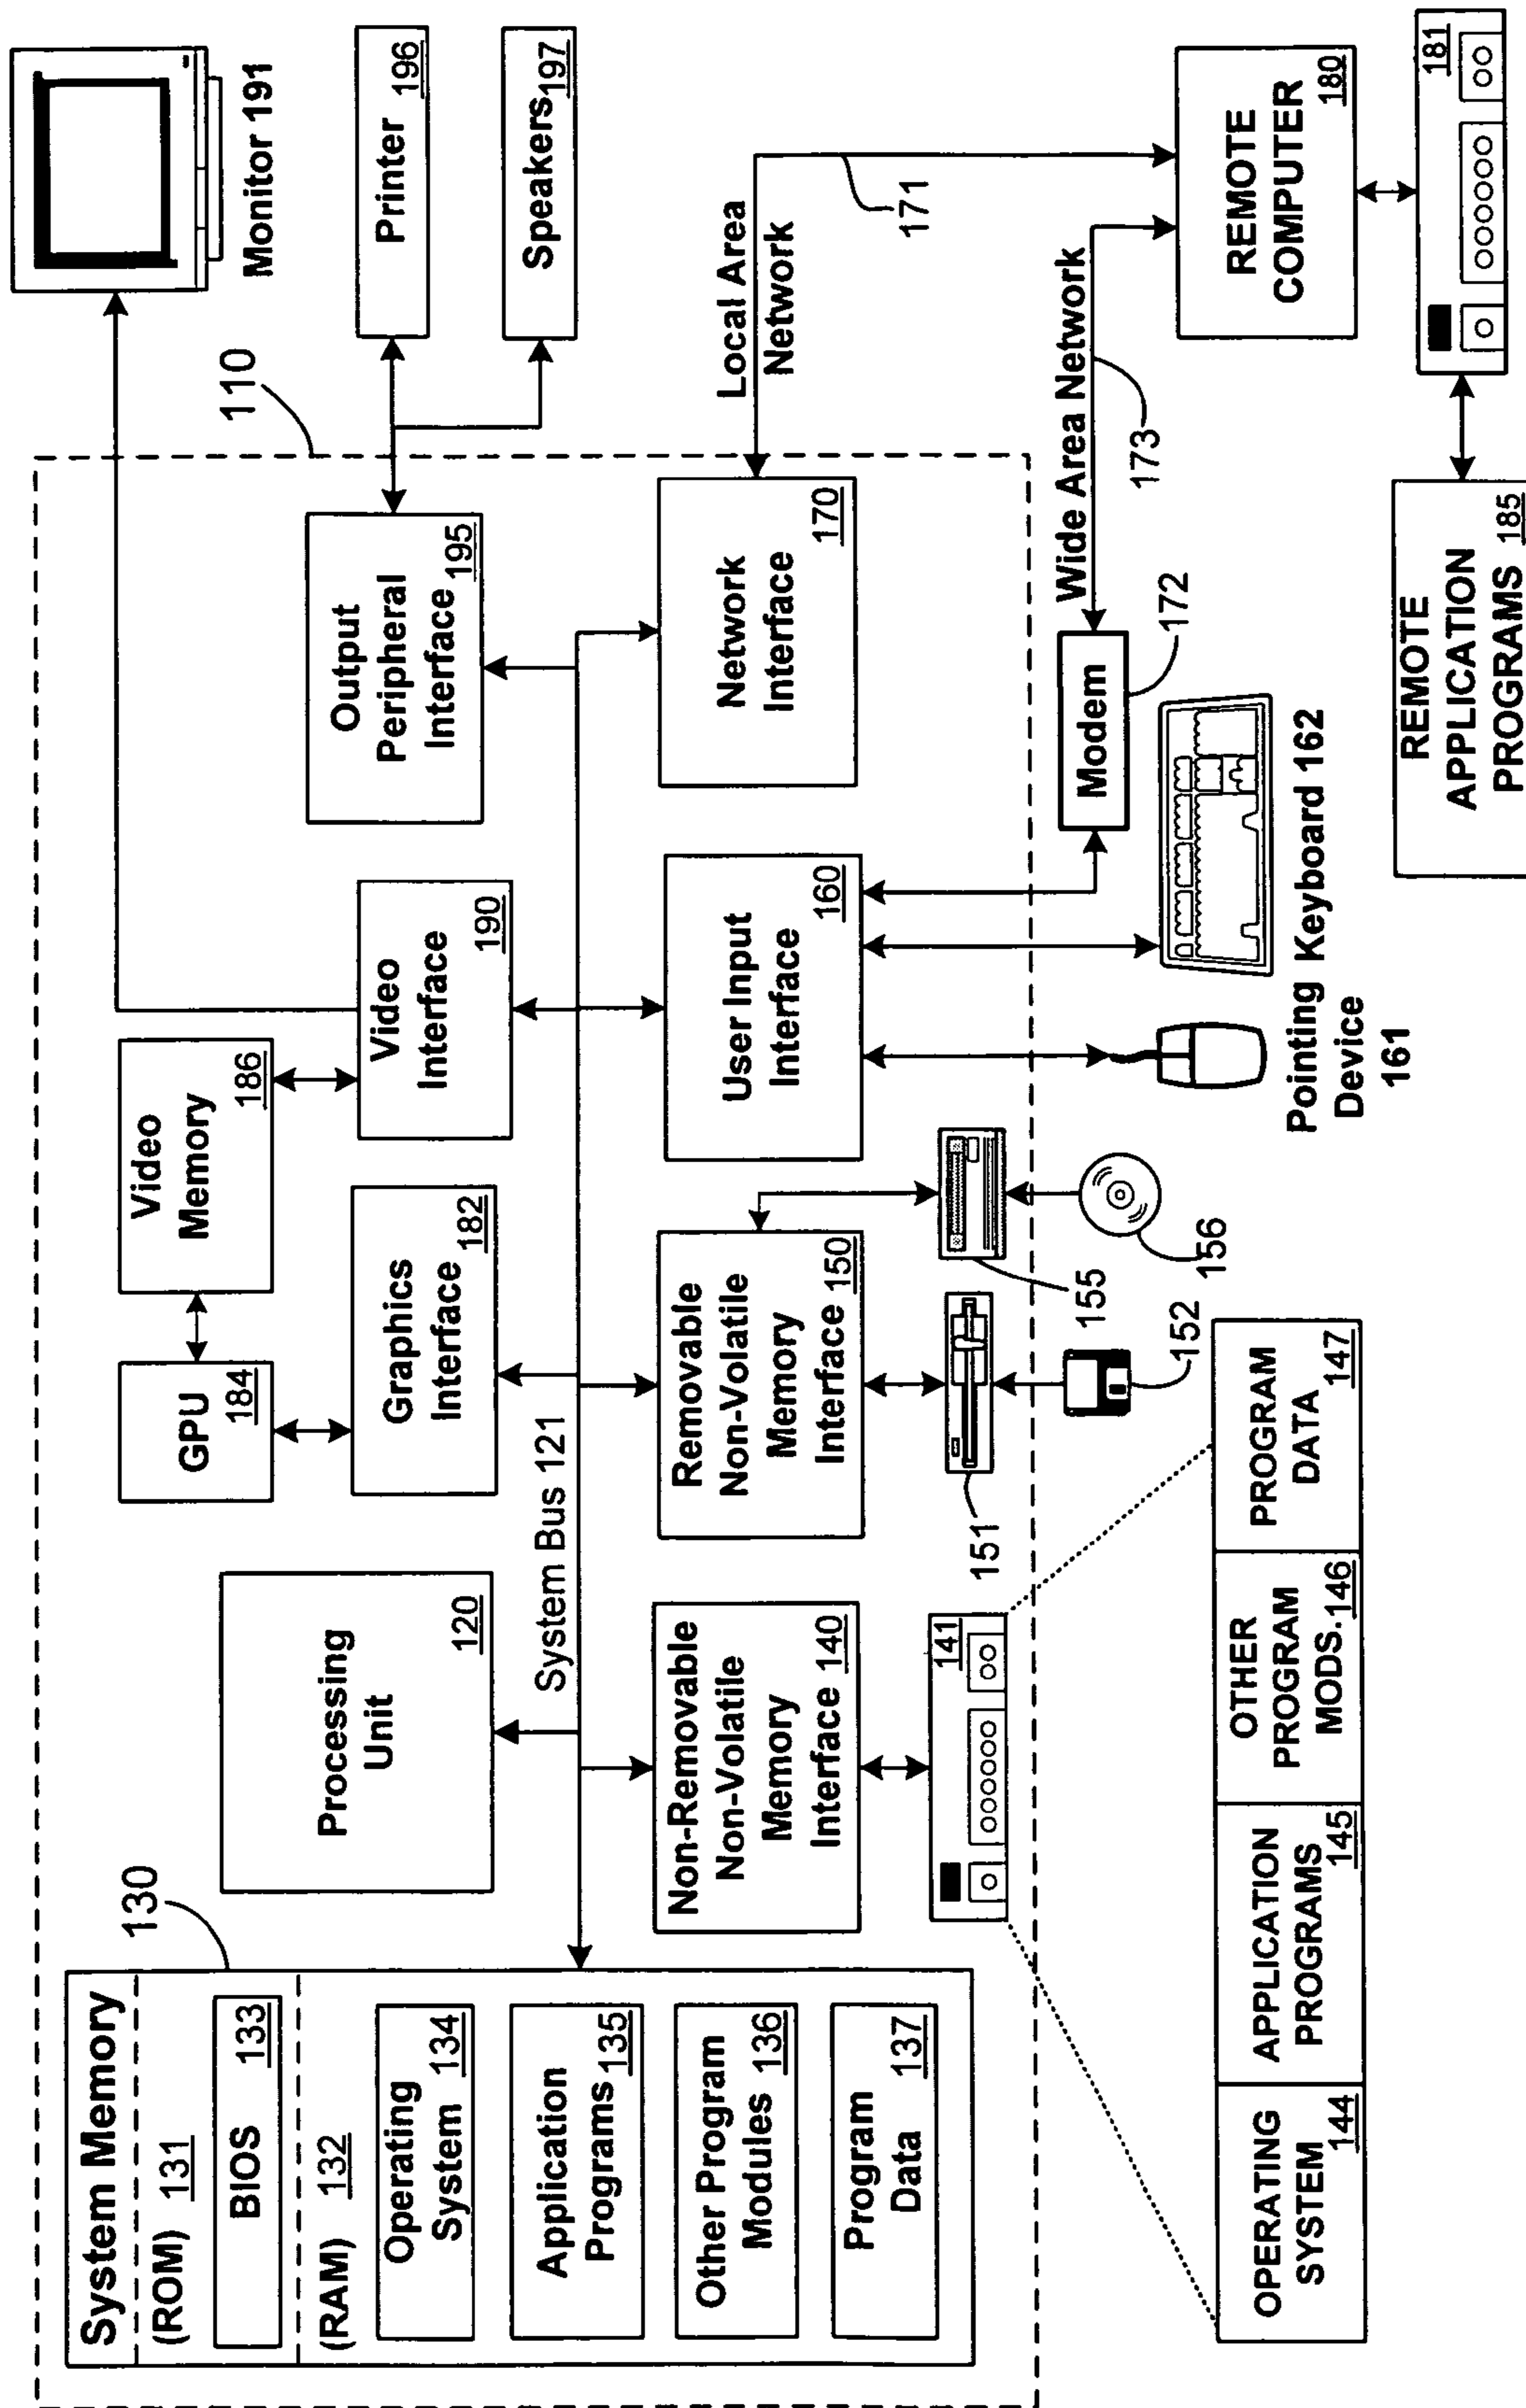 System Memory
(ROM) 131
BIOS 133
(RAM) 132
Operating
System 134
Application
Programs 135
Other Program
Modules 136
Program
Data 137
130
Processing
Unit
120
GPU
184
Video
Memory
186
Graphics
Interface
182
Video
Interface
190
Output
Peripheral
Interface 195
110
Monitor 191
Printer 196
Speakers 197
System Bus 121
Non-Removable
Non-Volatile
Memory
Interface 140
Removable
Non-Volatile
Memory
Interface 150
User Input
Interface
160
Network
Interface
170
Local Area
Network
171
141
151
155
152
156
Modem
172
Wide Area Network
173
Pointing
Device
161
Keyboard 162
REMOTE
COMPUTER
180
181
OPERATING
SYSTEM
144
APPLICATION
PROGRAMS
145
OTHER
PROGRAM
MODS. 146
PROGRAM
DATA
147
REMOTE
APPLICATION
PROGRAMS 185